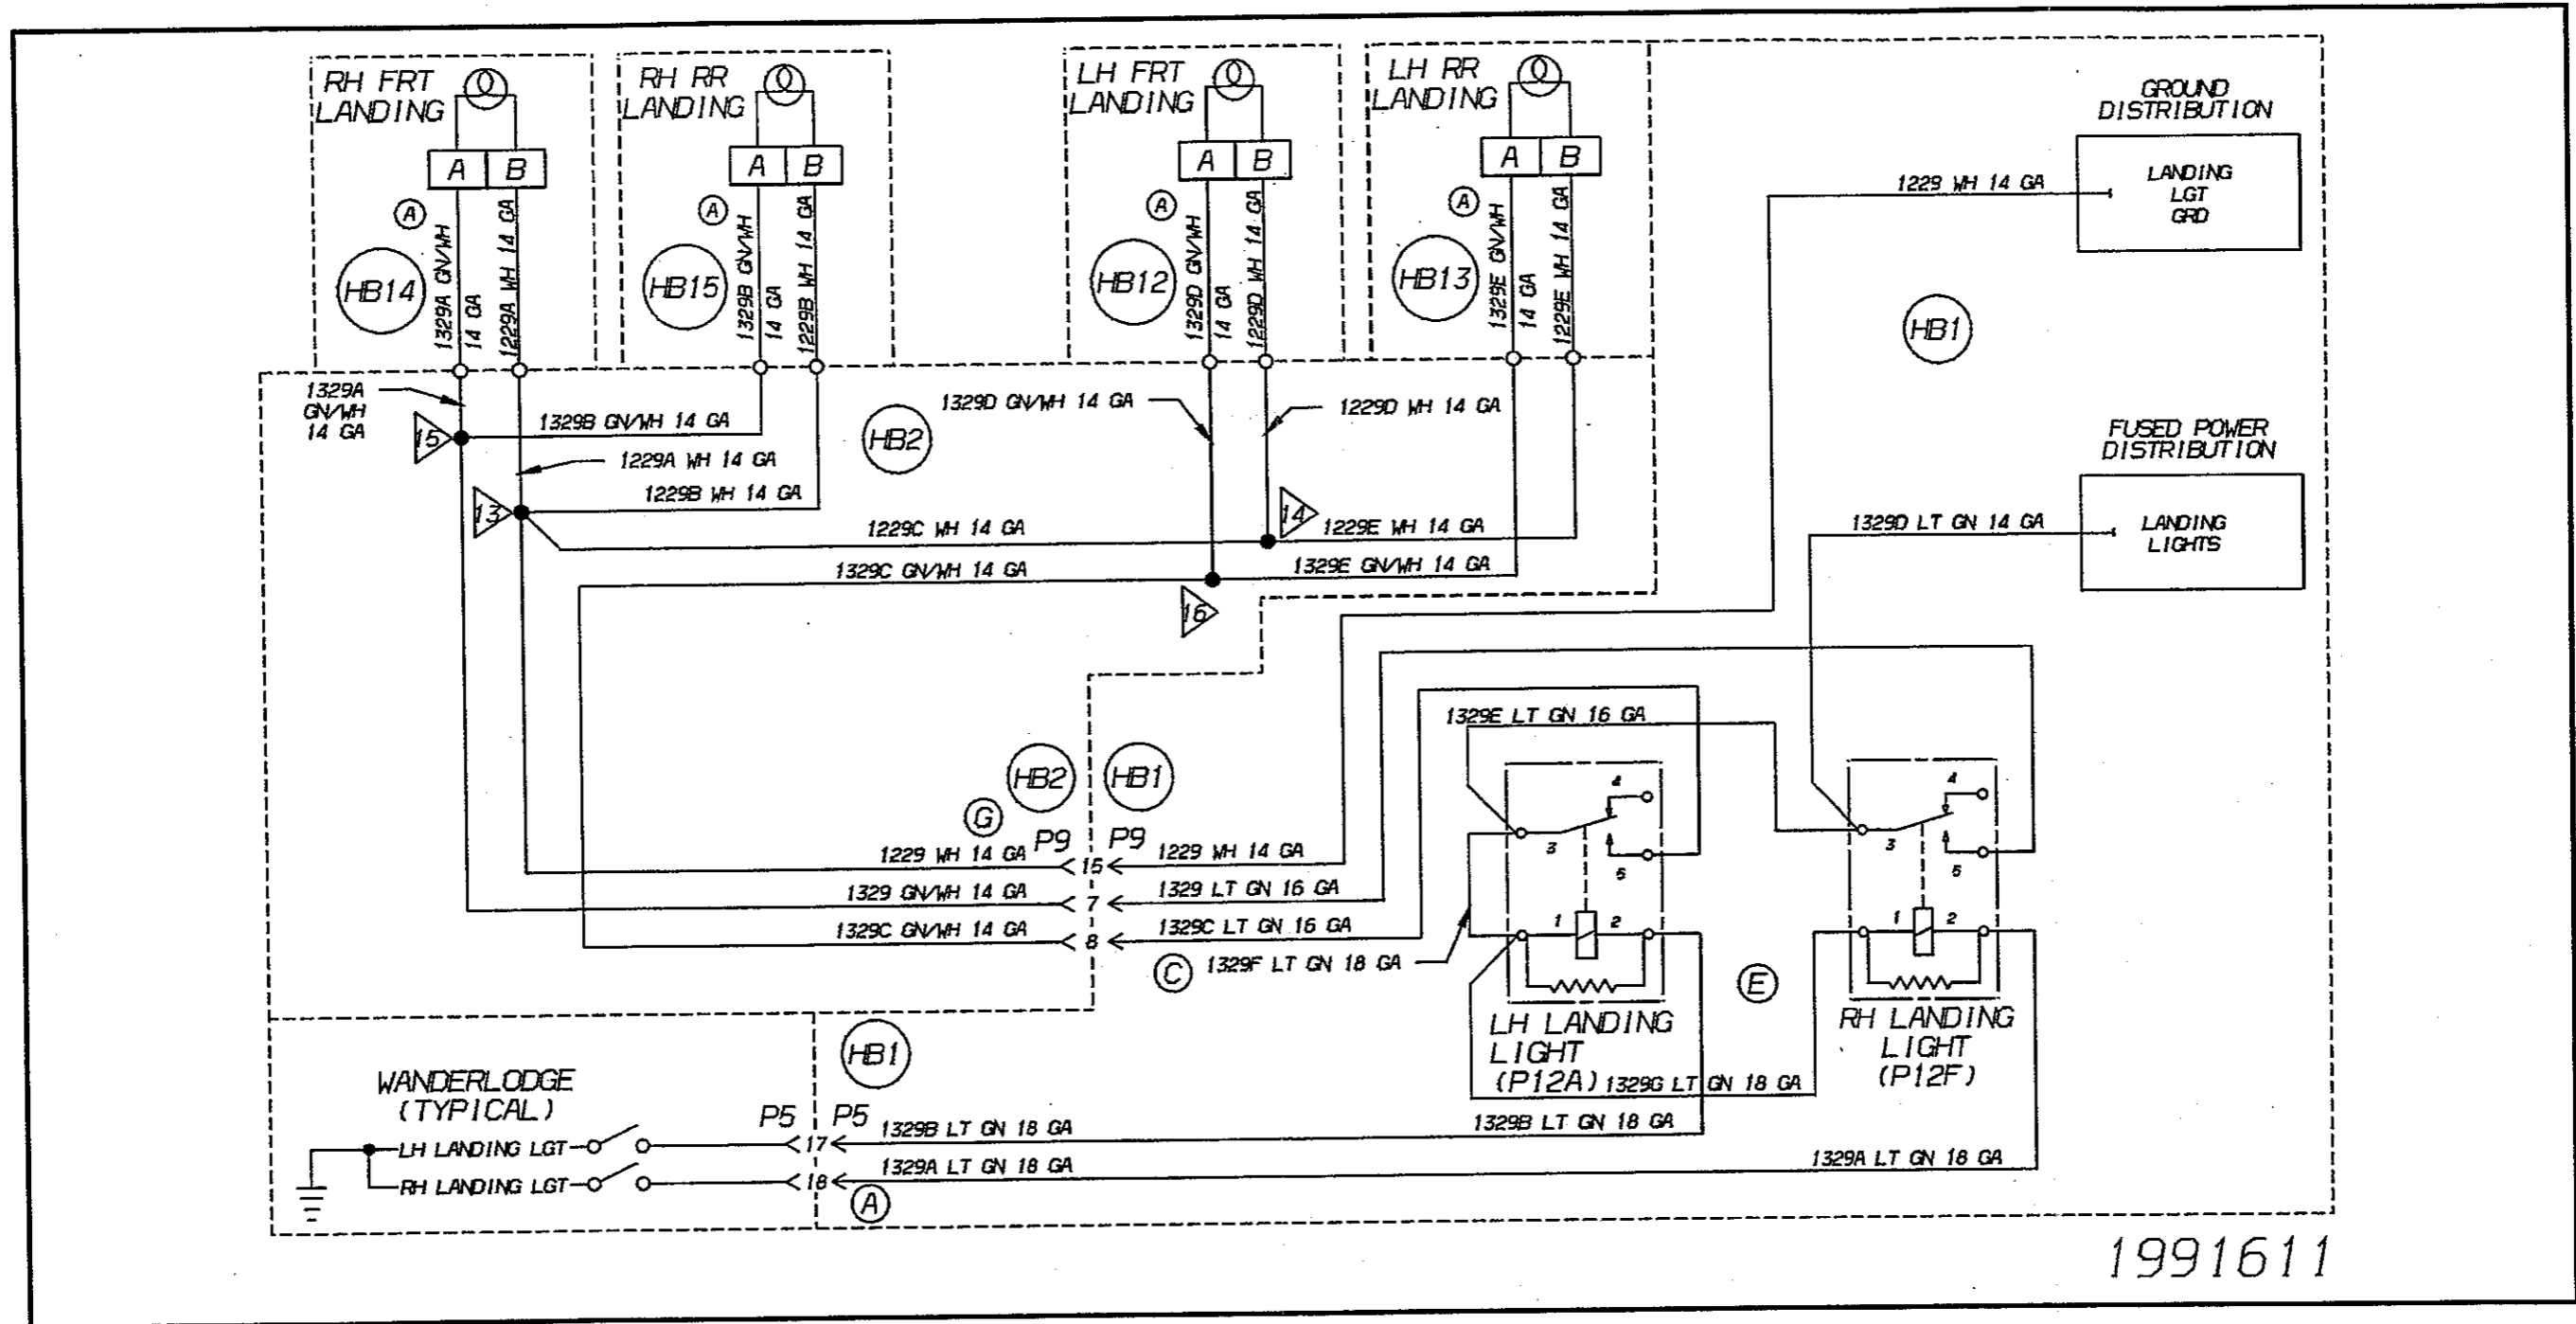 RH FRT
LANDING
A B
A
HB14
1329A GN/WH
14 GA
1229A WH 14 GA
RH RR
LANDING
A B
A
HB15
1329B GN/WH
14 GA
1229B WH 14 GA
LH FRT
LANDING
A B
A
HB12
1329D GN/WH
14 GA
1229D WH 14 GA
LH RR
LANDING
A B
A
HB13
1329E GN/WH
14 GA
1229E WH 14 GA
GROUND
DISTRIBUTION
LANDING
LGT
GRD
1229 WH 14 GA
HB1
1329A
GN/WH
14 GA
15
1329B GN/WH 14 GA
HB2
1329D GN/WH 14 GA
1229D WH 14 GA
1229A WH 14 GA
1229B WH 14 GA
13
14
1229C WH 14 GA
1229E WH 14 GA
1329C GN/WH 14 GA
1329E GN/WH 14 GA
16
FUSED POWER
DISTRIBUTION
LANDING
LIGHTS
1329D LT GN 14 GA
1329E LT GN 16 GA
HB2
HB1
G
P9
P9
1229 WH 14 GA
15
1229 WH 14 GA
1329 GN/WH 14 GA
7
1329 LT GN 16 GA
1329C GN/WH 14 GA
8
1329C LT GN 16 GA
C
1329F LT GN 18 GA
4
3
5
1
2
LH LANDING
LIGHT
(P12A)
E
4
3
5
1
2
RH LANDING
LIGHT
(P12F)
1329G LT GN 18 GA
HB1
WANDERLODGE
(TYPICAL)
P5
P5
LH LANDING LGT
17
1329B LT GN 18 GA
1329B LT GN 18 GA
RH LANDING LGT
18
1329A LT GN 18 GA
1329A LT GN 18 GA
A
1991611